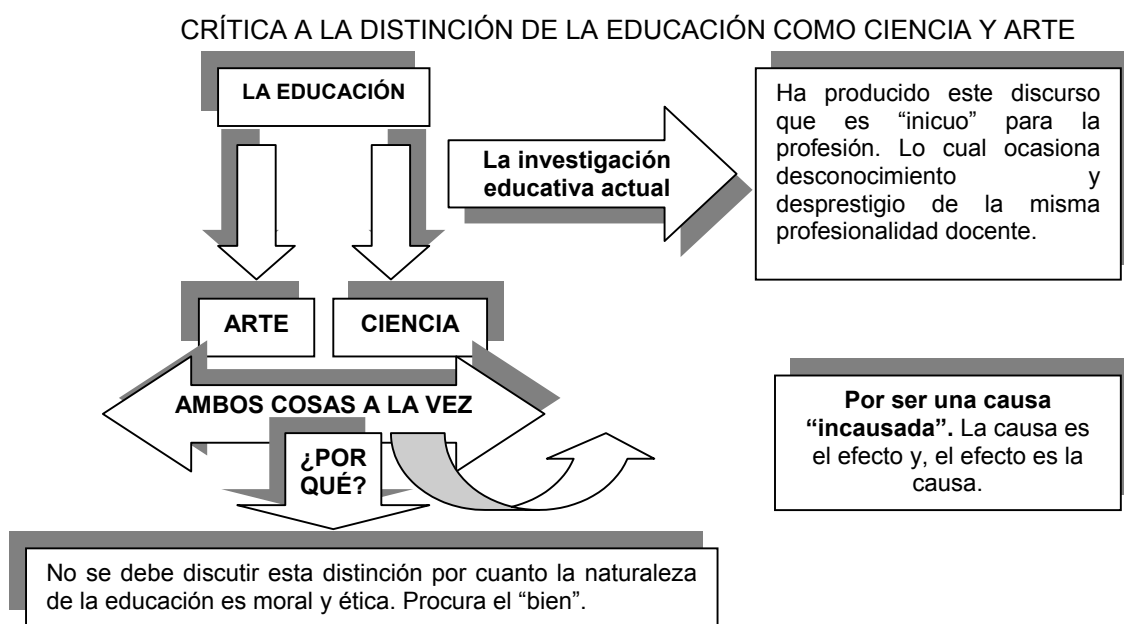 CRÍTICA A LA DISTINCIÓN DE LA EDUCACIÓN COMO CIENCIA Y ARTE
LA EDUCACIÓN
La investigación
educativa actual
Ha producido este discurso
que es “inicuo” para la
profesión. Lo cual ocasiona
desconocimiento y
desprestigio de la misma
profesionalidad docente.
ARTE
CIENCIA
AMBOS COSAS A LA VEZ
¿POR
QUÉ?
Por ser una causa
“incausada”. La causa es
el efecto y, el efecto es la
causa.
No se debe discutir esta distinción por cuanto la naturaleza
de la educación es moral y ética. Procura el “bien”.